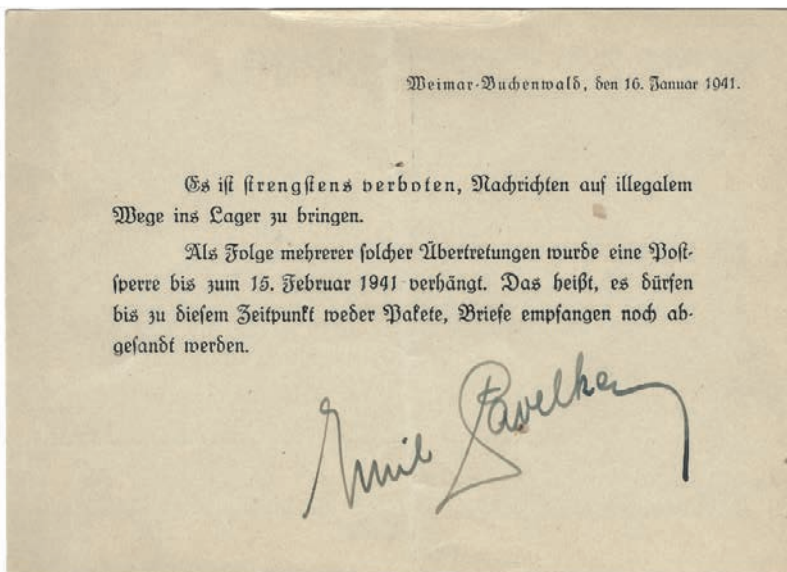 Weimar-Buchenwald, den 16. Januar 1941.
Es ist strengstens verboten, Nachrichten auf illegalem
Wege ins Lager zu bringen.
Als Folge mehrerer solcher Übertretungen wurde eine Post-
sperre bis zum 15. Februar 1941 verhängt. Das heißt, es dürfen
bis zu diesem Zeitpunkt weder Pakete, Briefe empfangen noch ab-
gesandt werden.
Emil Pavelka